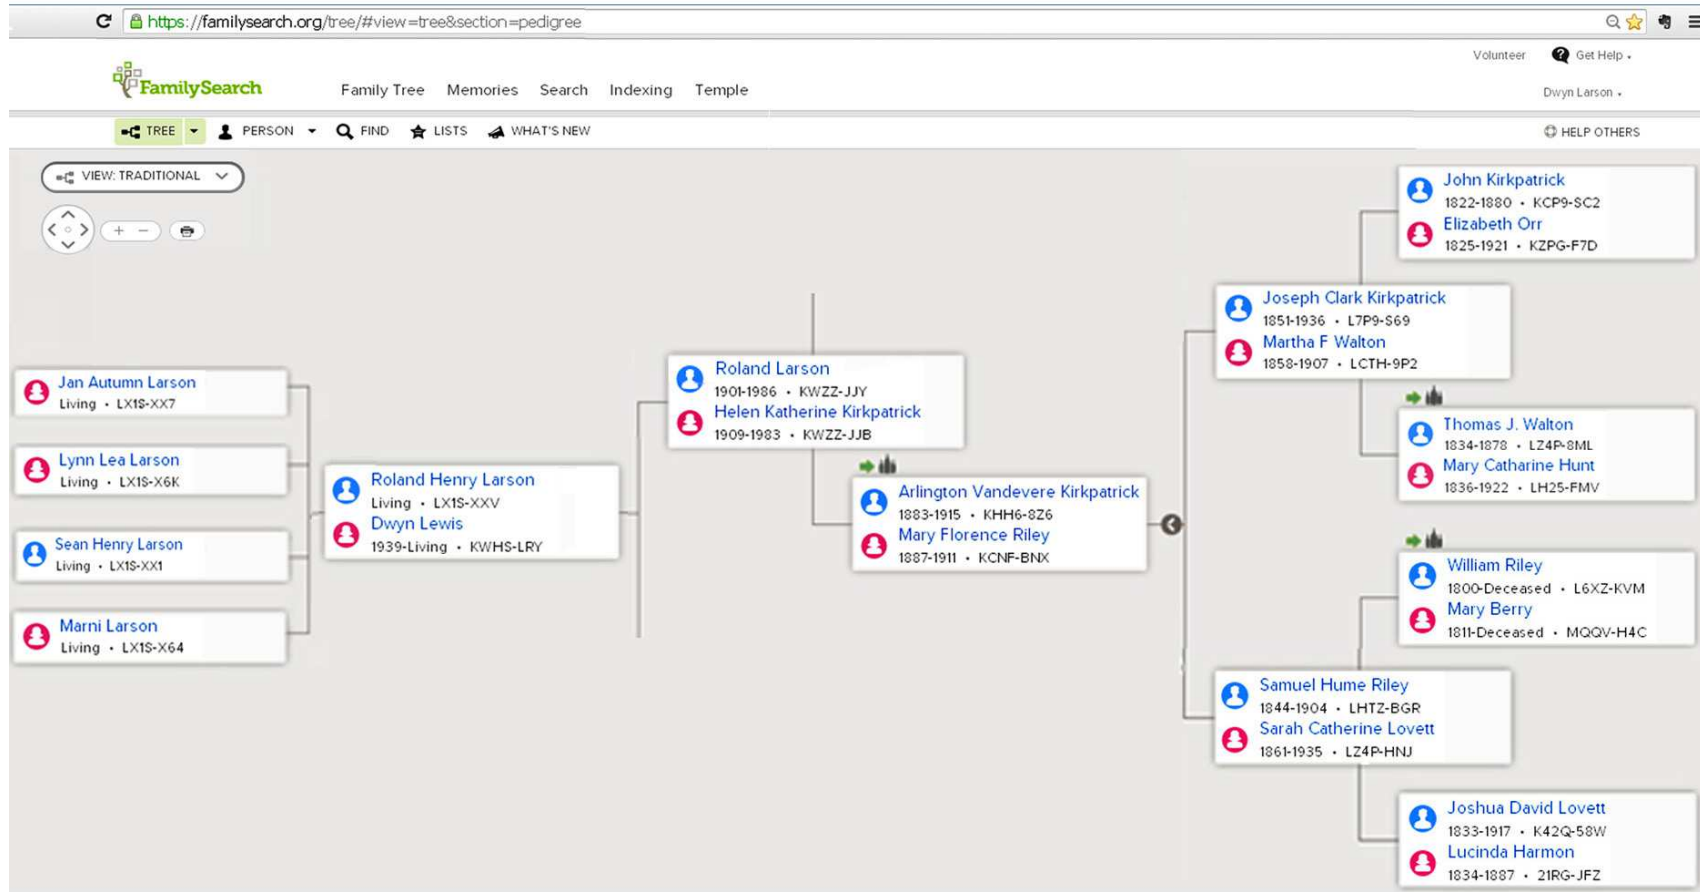 https://familysearch.org/tree/#view=tree&section=pedigree
Volunteer
Get Help
FamilySearch
Family Tree
Memories
Search
Indexing
Temple
Dwyn Larson
TREE
PERSON
FIND
LISTS
WHAT'S NEW
HELP OTHERS
VIEW: TRADITIONAL
John Kirkpatrick
1822-1880 • KCP9-SC2
Elizabeth Orr
1825-1921 • KZPG-F7D
Joseph Clark Kirkpatrick
1851-1936 • L7P9-S69
Martha F Walton
1858-1907 • LCTH-9P2
Roland Larson
1901-1986 • KWZZ-JJY
Helen Katherine Kirkpatrick
1909-1983 • KWZZ-JJB
Jan Autumn Larson
Living • LX1S-XX7
Lynn Lea Larson
Living • LX1S-X6K
Sean Henry Larson
Living • LX1S-XX1
Marni Larson
Living • LX1S-X64
Roland Henry Larson
Living • LX1S-XXV
Dwyn Lewis
1939-Living • KWHS-LRY
Arlington Vandevere Kirkpatrick
1883-1915 • KHH6-8Z6
Mary Florence Riley
1887-1911 • KCNF-BNX
Thomas J. Walton
1834-1878 • LZ4P-8ML
Mary Catharine Hunt
1836-1922 • LH25-FMV
William Riley
1800-Deceased • L6XZ-KVM
Mary Berry
1811-Deceased • MQQV-H4C
Samuel Hume Riley
1844-1904 • LHTZ-BGR
Sarah Catherine Lovett
1861-1935 • LZ4P-HNJ
Joshua David Lovett
1833-1917 • K42Q-58W
Lucinda Harmon
1834-1887 • 21RG-JFZ